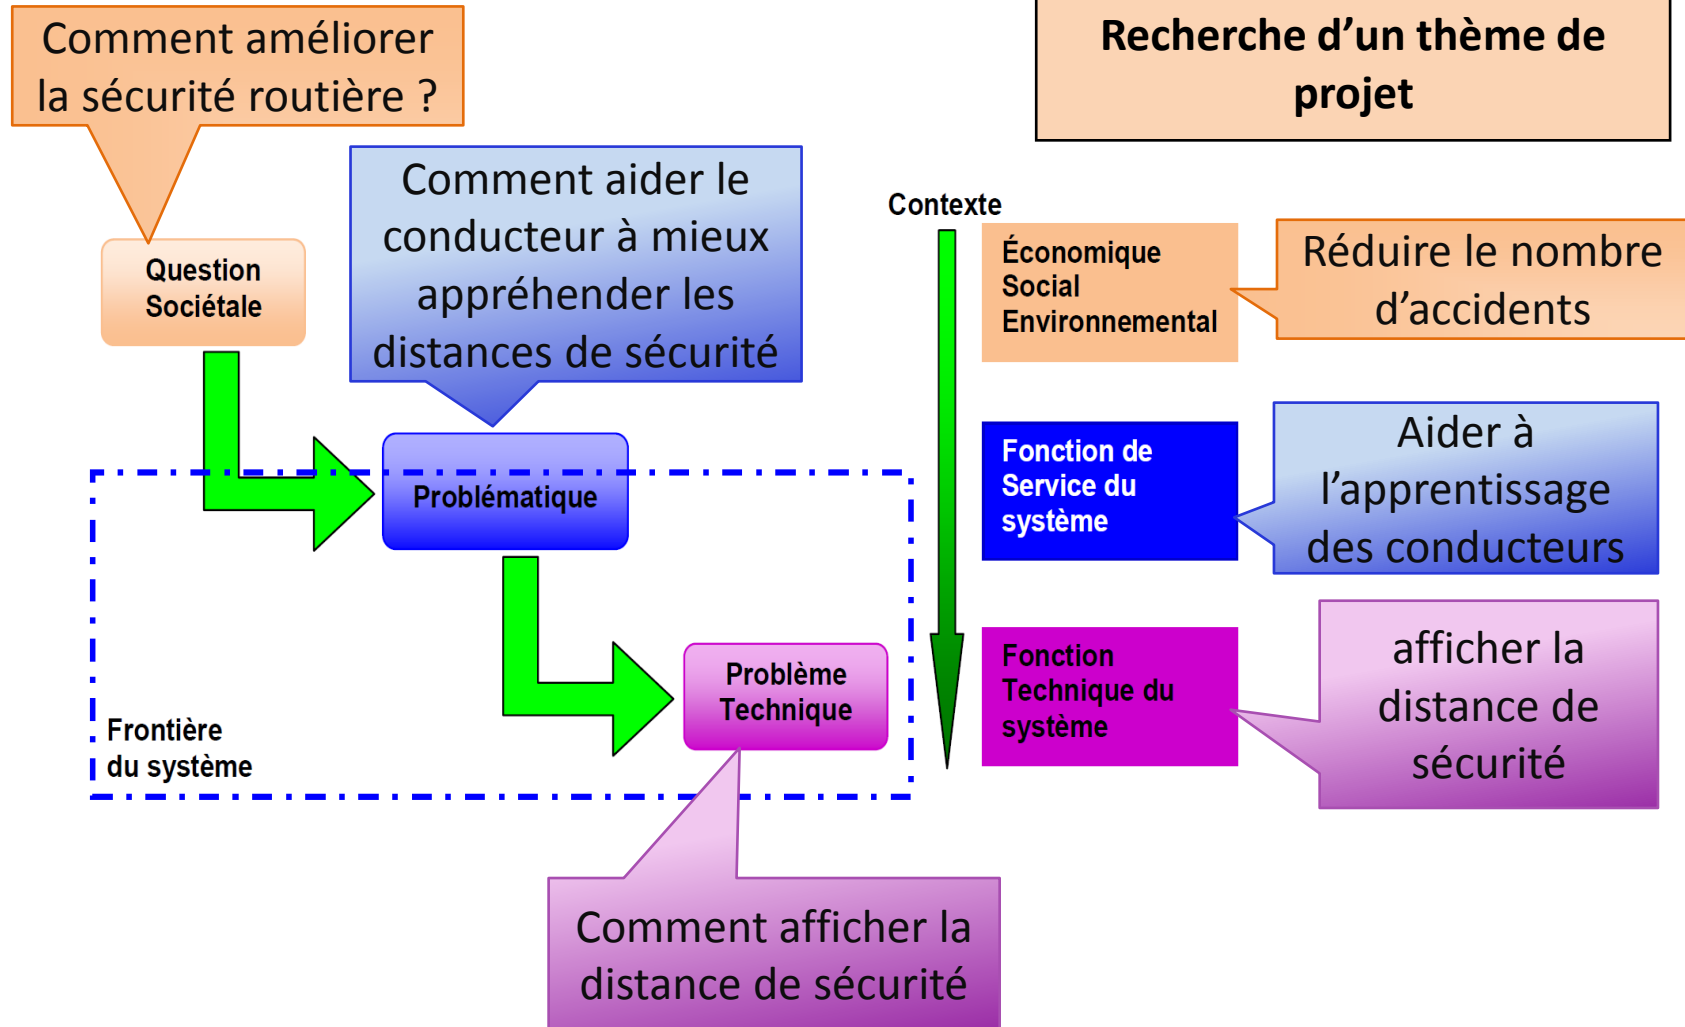 Comment améliorer
la sécurité routière ?
Recherche d’un thème de
projet
Comment aider le
conducteur à mieux
appréhender les
distances de sécurité
Question
Sociétale
Problématique
Problème
Technique
Frontière
du système
Comment afficher la
distance de sécurité
Contexte
Économique
Social
Environnemental
Réduire le nombre
d’accidents
Fonction de
Service du
système
Aider à
l’apprentissage
des conducteurs
Fonction
Technique du
système
afficher la
distance de
sécurité